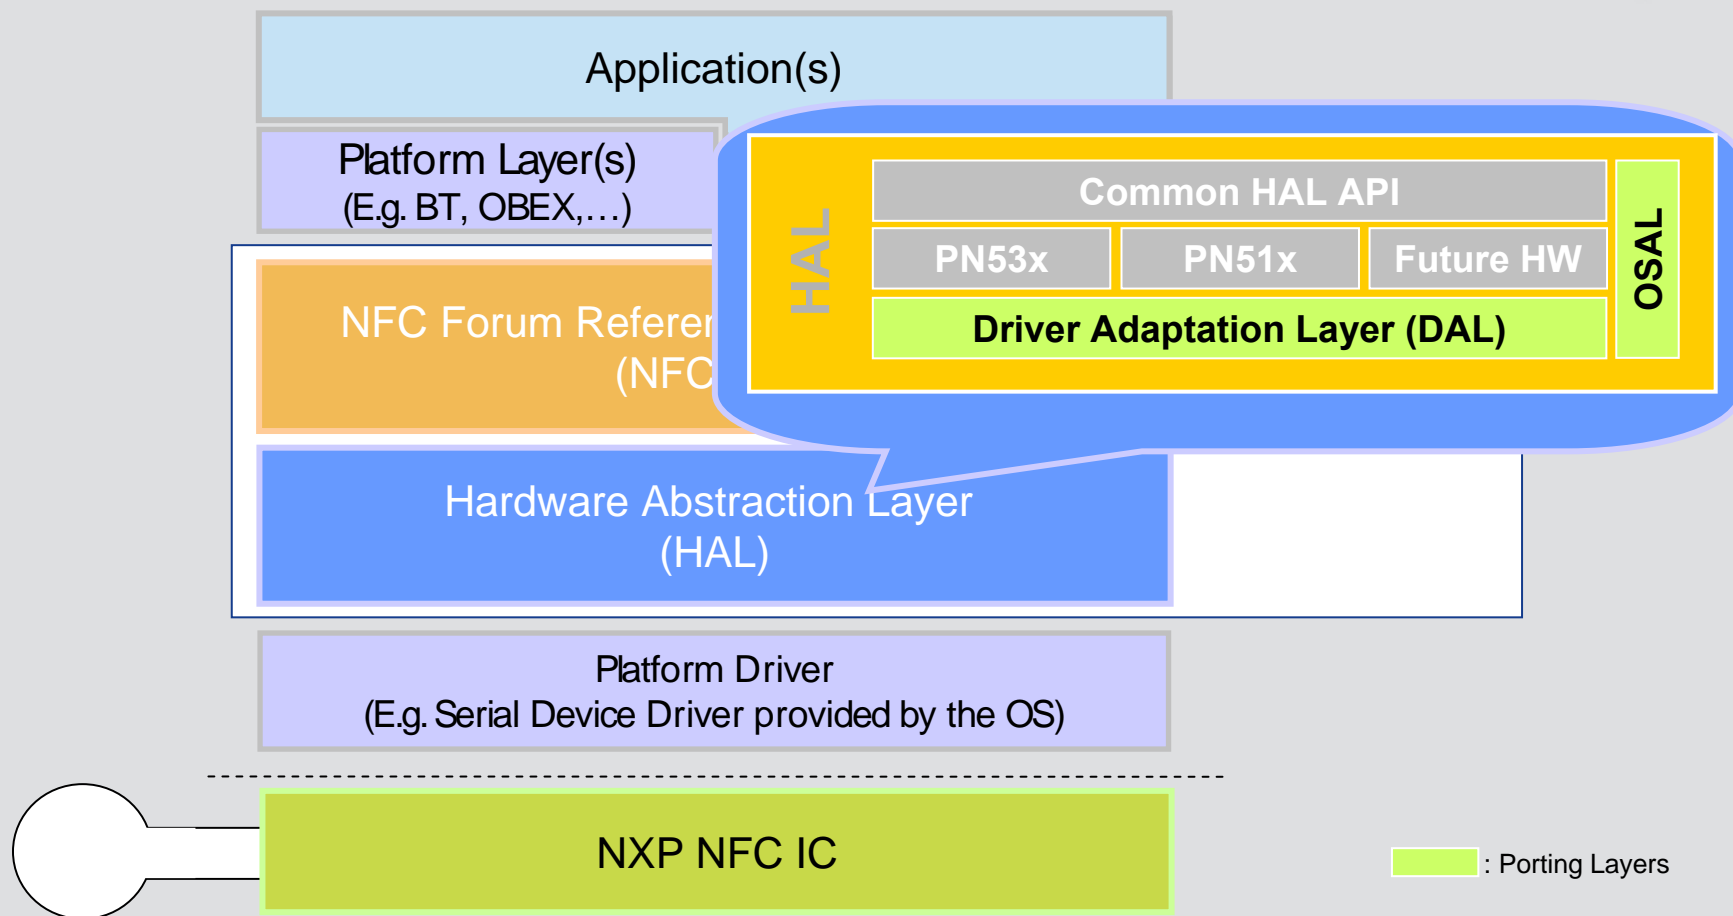 Application(s)
Platform Layer(s)
(E.g. BT, OBEX,…)
HAL
Common HAL API
PN53x
PN51x
Future HW
Driver Adaptation Layer (DAL)
OSAL
NFC Forum
(NFC
Hardware Abstraction Layer
(HAL)
Platform Driver
(E.g. Serial Device Driver provided by the OS)
NXP NFC IC
: Porting Layers